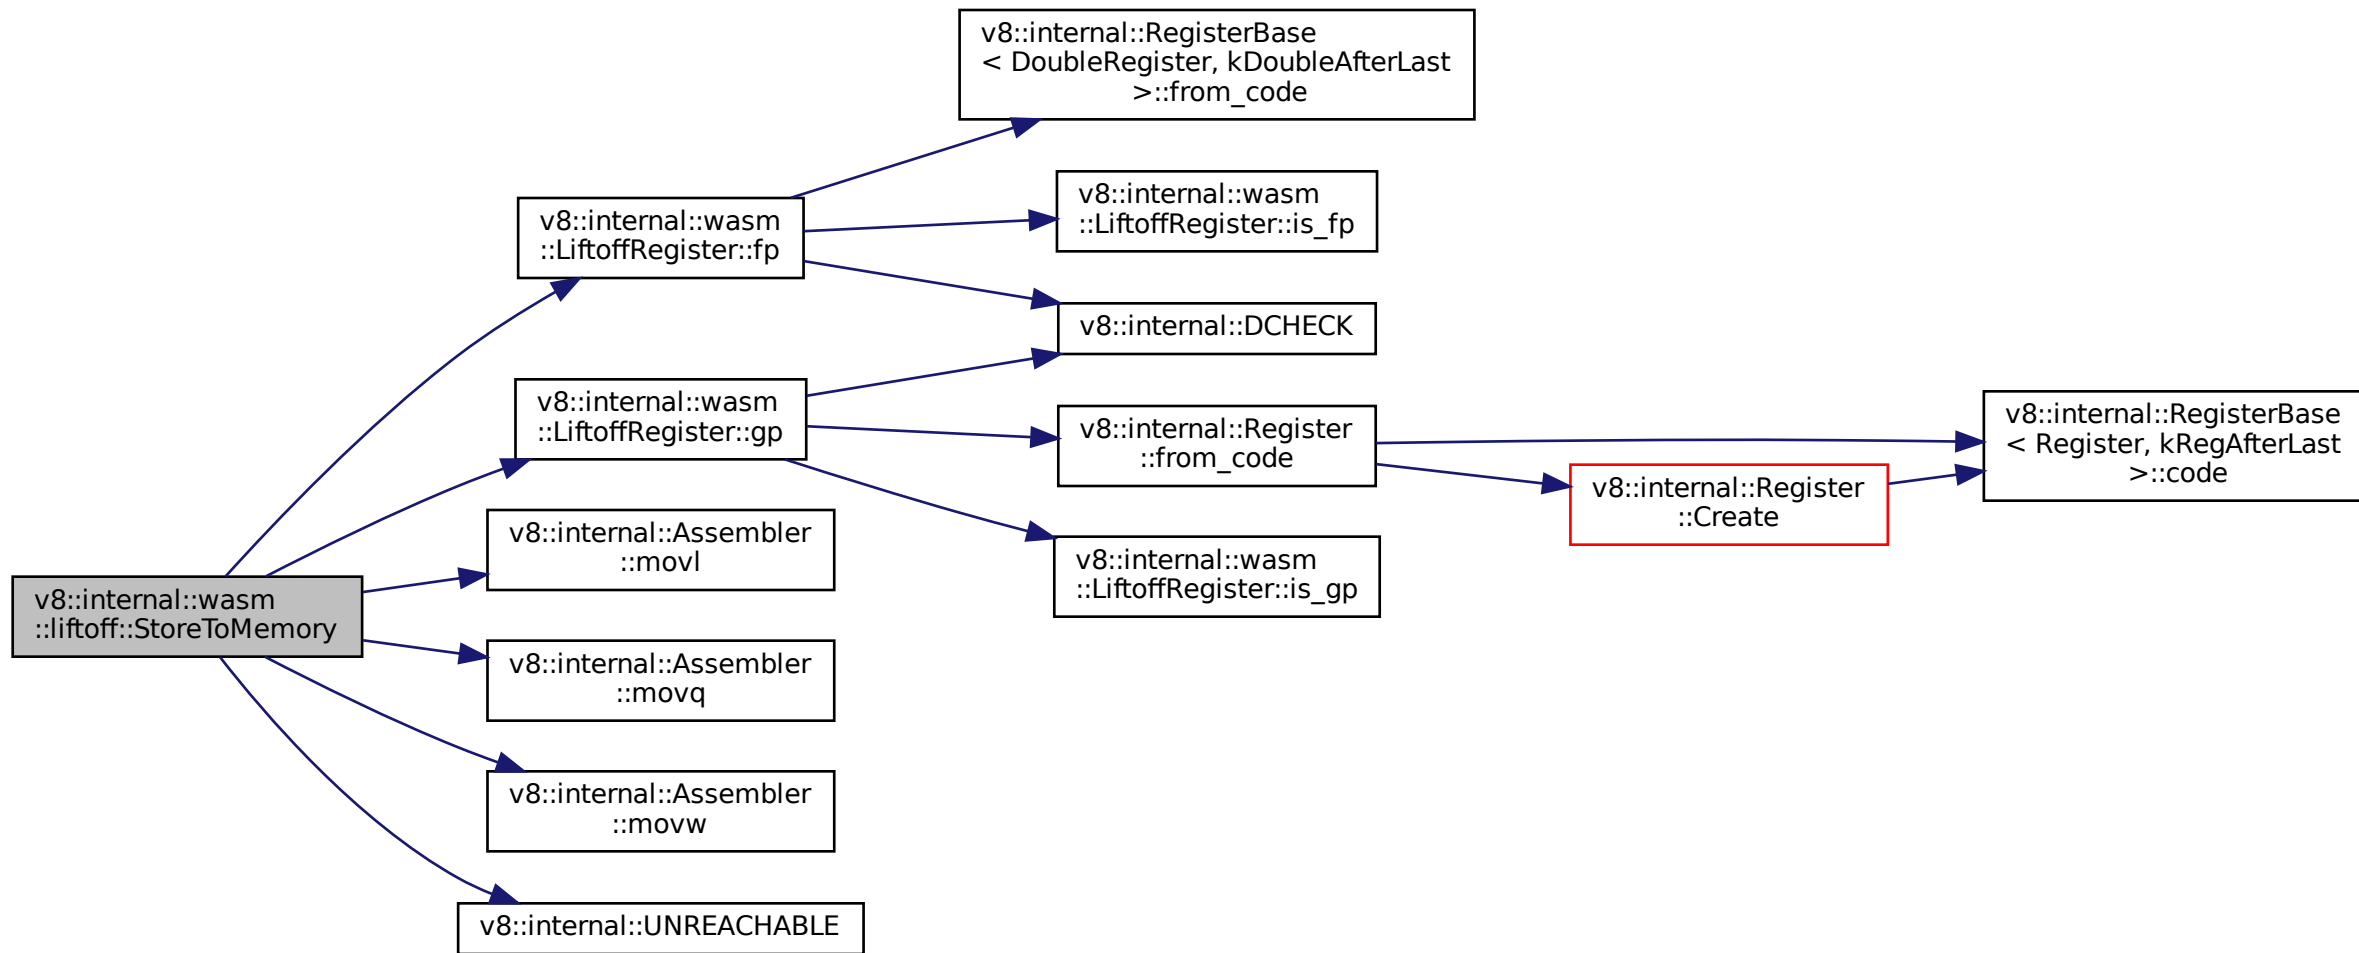 v8::internal::RegisterBase
< DoubleRegister, kDoubleAfterLast
>::from_code
v8::internal::wasm
::LiftoffRegister::fp
v8::internal::wasm
::LiftoffRegister::is_fp
v8::internal::DCHECK
v8::internal::wasm
::LiftoffRegister::gp
v8::internal::Register
::from_code
v8::internal::RegisterBase
< Register, kRegAfterLast
>::code
v8::internal::Register
::Create
v8::internal::Assembler
::movl
v8::internal::wasm
::LiftoffRegister::is_gp
v8::internal::wasm
::liftoff::StoreToMemory
v8::internal::Assembler
::movq
v8::internal::Assembler
::movw
v8::internal::UNREACHABLE